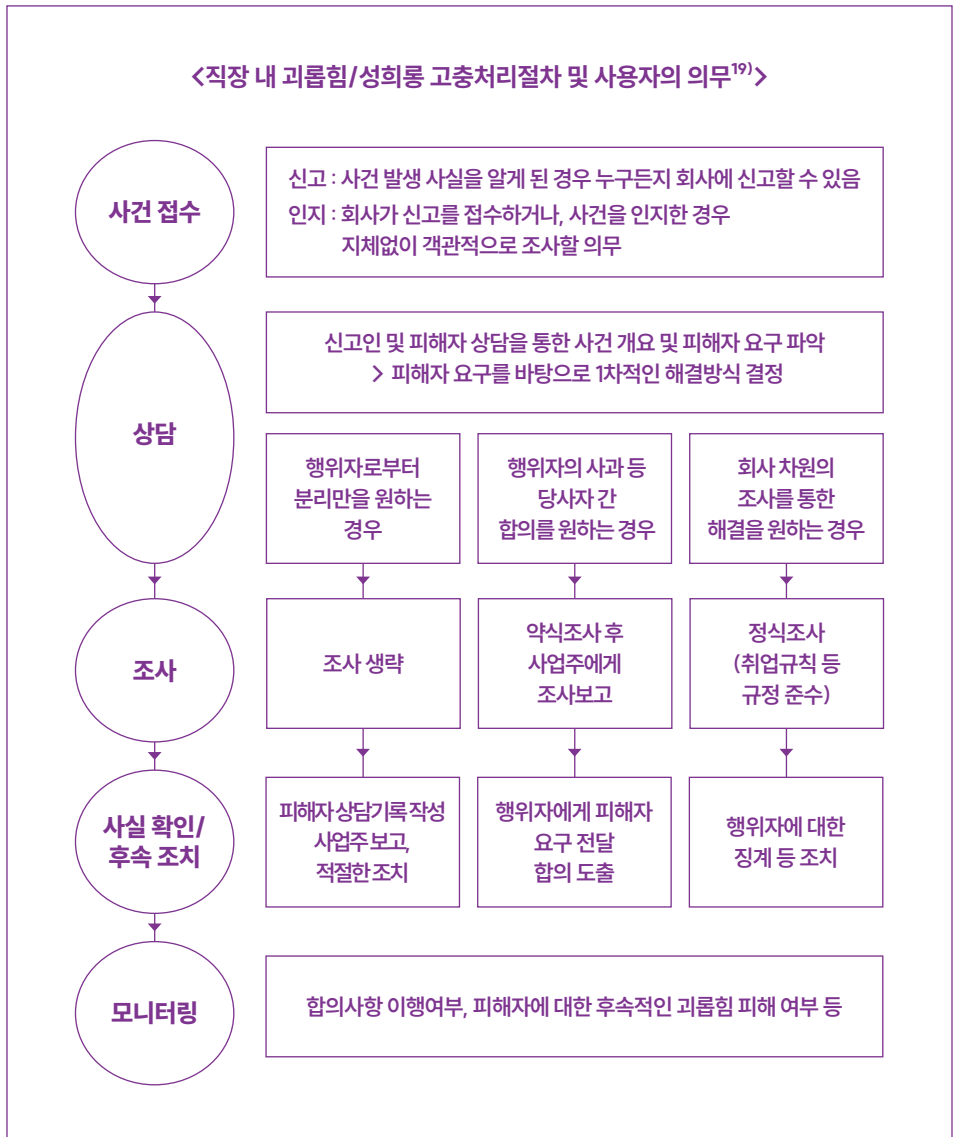 <직장 내 괴롭힘/성희롱 고충처리절차 및 사용자의 의무19)>
사건 접수
신고 : 사건 발생 사실을 알게 된 경우 누구든지 회사에 신고할 수 있음
인지 : 회사가 신고를 접수하거나, 사건을 인지한 경우
지체없이 객관적으로 조사할 의무
상담
신고인 및 피해자 상담을 통한 사건 개요 및 피해자 요구 파악
> 피해자 요구를 바탕으로 1차적인 해결방식 결정
행위자로부터
분리만을 원하는
경우
행위자의 사과 등
당사자 간
합의를 원하는 경우
회사 차원의
조사를 통한
해결을 원하는 경우
조사
조사 생략
약식조사 후
사업주에게
조사보고
정식조사
(취업규칙 등
규정 준수)
사실 확인/
후속 조치
피해자 상담기록 작성
사업주 보고,
적절한 조치
행위자에게 피해자
요구 전달
합의 도출
행위자에 대한
징계 등 조치
모니터링
합의사항 이행여부, 피해자에 대한 후속적인 괴롭힘 피해 여부 등